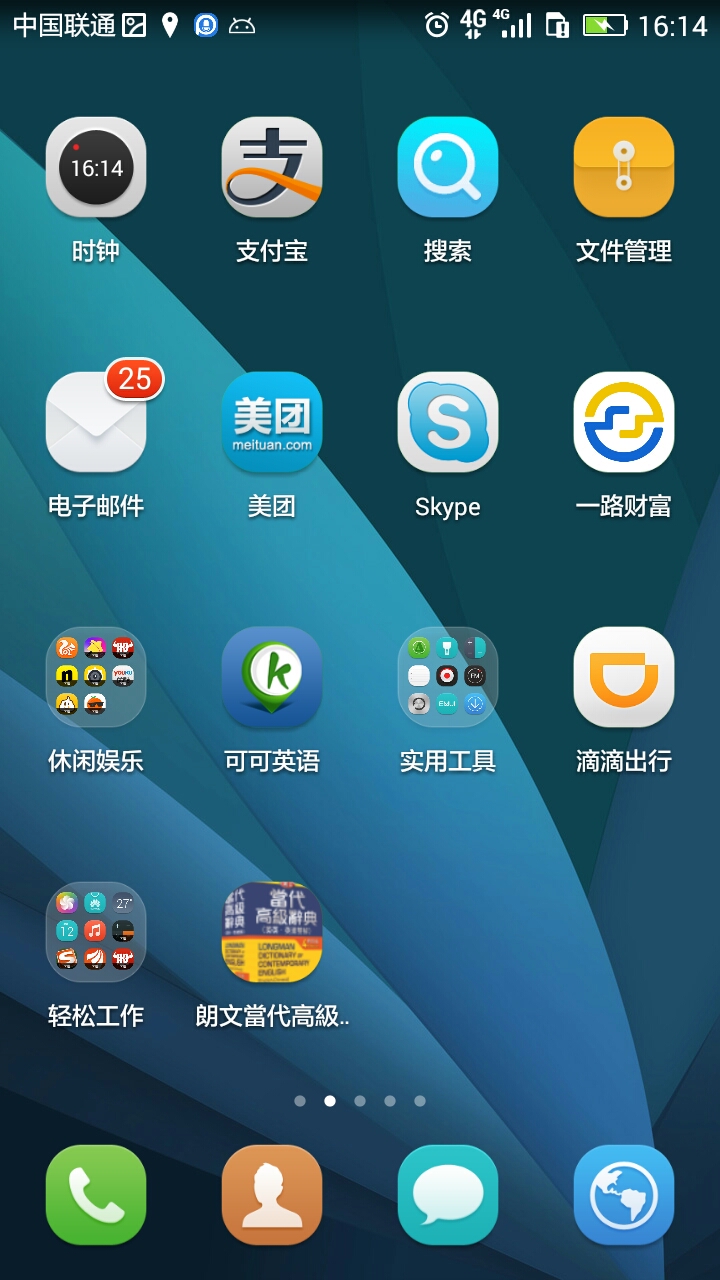 中国联通 4G 4G 16:14
16:14
时钟 支付宝 搜索 文件管理
25
美团
meituan.com
电子邮件 美团 Skype 一路财富
休闲娱乐 可可英语 实用工具 滴滴出行
27°
12
當代
高級辭典
LONGMAN
DICTIONARY OF
CONTEMPORARY
ENGLISH
轻松工作 朗文當代高級..